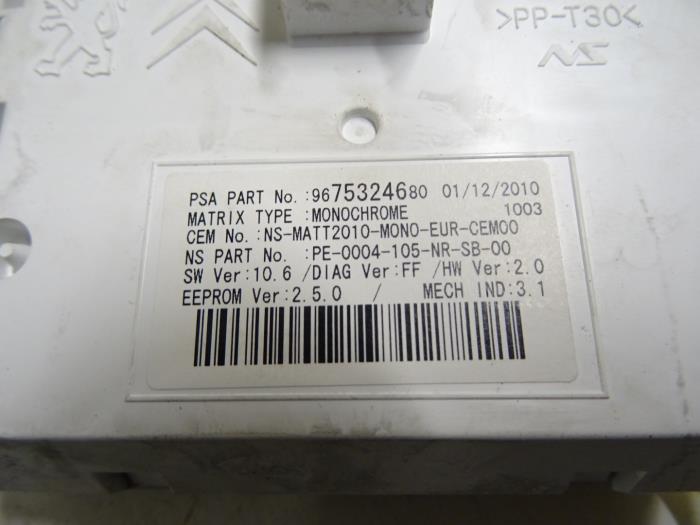 >PP-T30<
NS
PSA PART No. :9675324680 01/12/2010
MATRIX TYPE :MONOCHROME 1003
CEM No. :NS-MATT2010-MONO-EUR-CEM00
NS PART No. :PE-0004-105-NR-SB-00
SW Ver:10.6 /DIAG Ver:FF /HW Ver:2.0
EEPROM Ver:2.5.0 / MECH IND:3.1